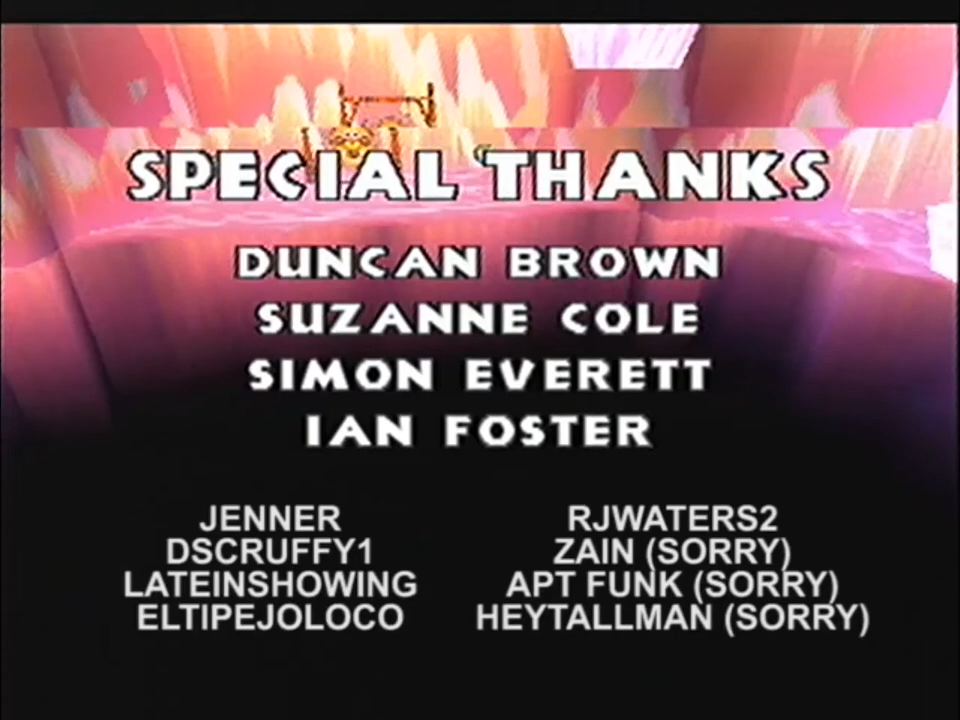 SPECIAL THANKS
DUNCAN BROWN
SUZANNE COLE
SIMON EVERETT
IAN FOSTER
JENNER
DSCRUFFY1
LATEINSHOWING
ELTIPEJOLOCO
RJWATERS2
ZAIN (SORRY)
APT FUNK (SORRY)
HEYTALLMAN (SORRY)